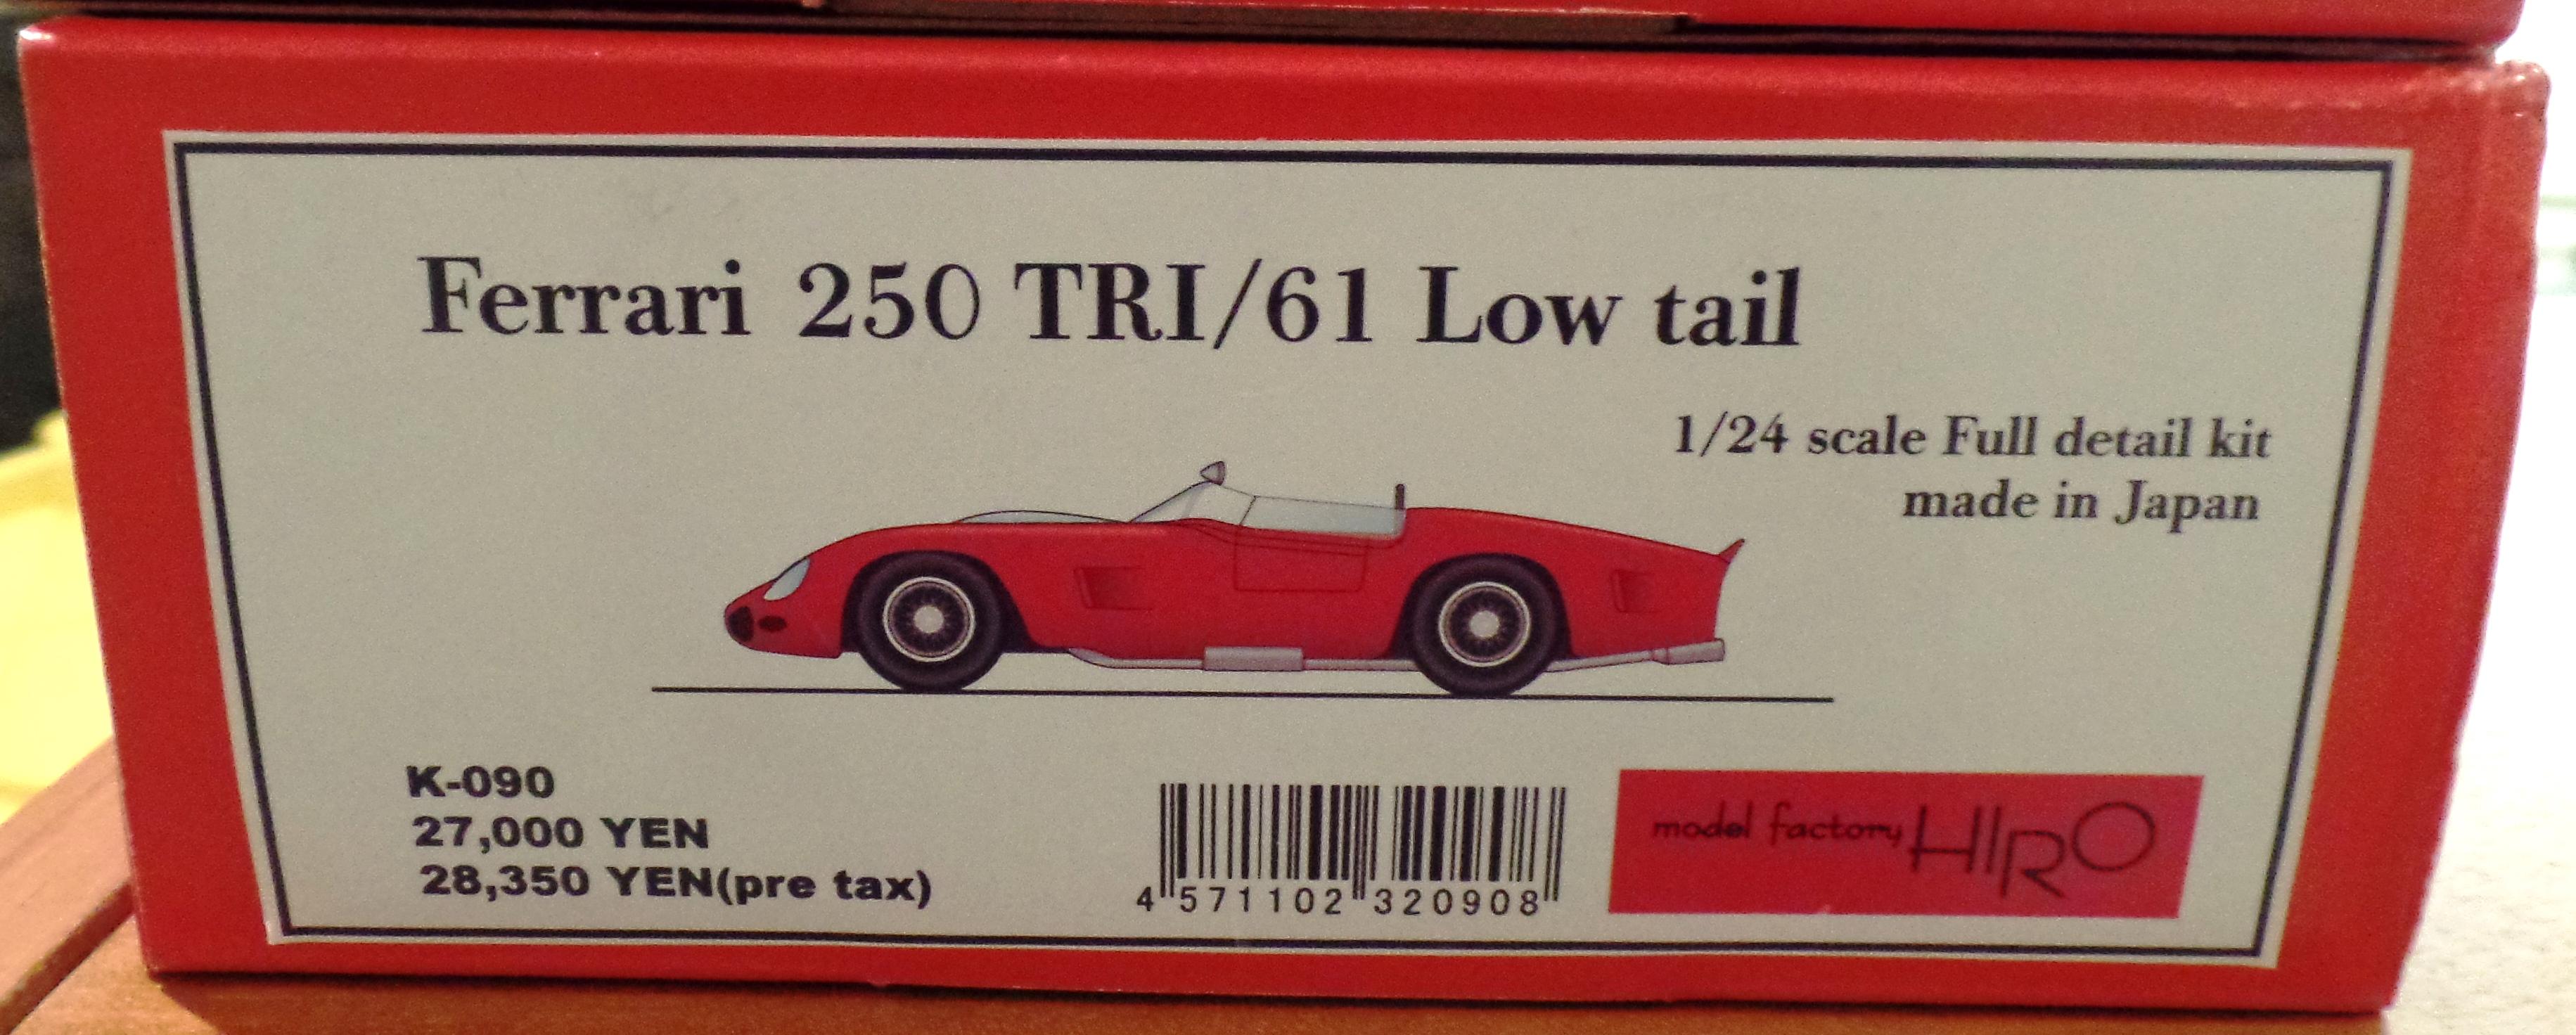 Ferrari 250 TRI/61 Low tail
1/24 scale Full detail kit
made in Japan
K-090
27,000 YEN
28,350 YEN(pre tax)
4 571102 320908
model factory HIRO